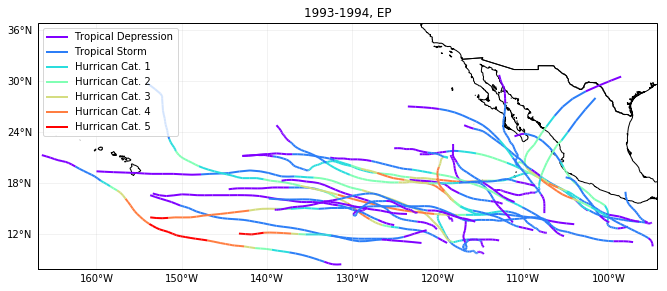 1993-1994, EP
36°N
30°N
24°N
18°N
12°N
Tropical Depression
Tropical Storm
Hurrican Cat. 1
Hurrican Cat. 2
Hurrican Cat. 3
Hurrican Cat. 4
Hurrican Cat. 5
160°W 150°W 140°W 130°W 120°W 110°W 100°W